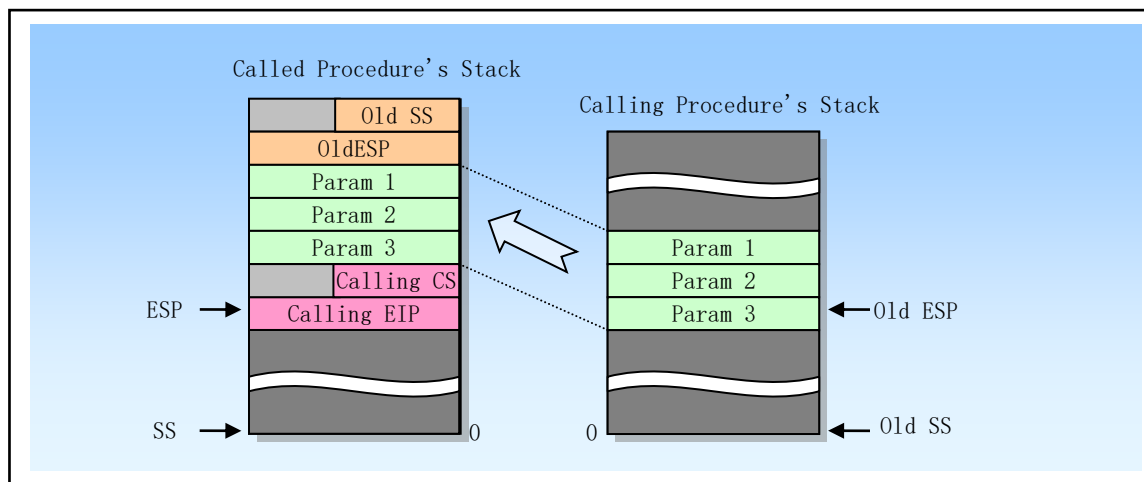 Called Procedure's Stack
Old SS
OldESP
Param 1
Param 2
Param 3
Calling CS
Calling EIP
ESP
SS
0
Calling Procedure's Stack
Param 1
Param 2
Param 3
Old ESP
0
Old SS